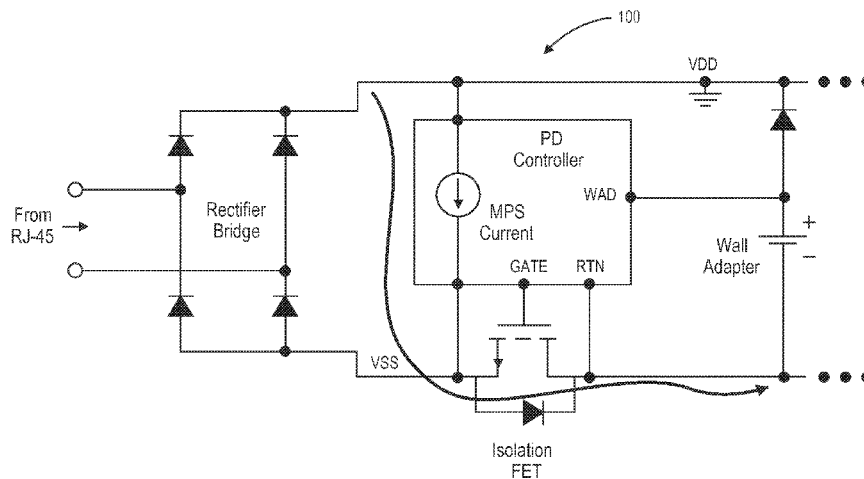 100
VDD
PD
Controller
WAD
From
RJ-45
Rectifier
Bridge
MPS
Current
+
Wall
Adapter
−
GATE
RTN
VSS
Isolation
FET